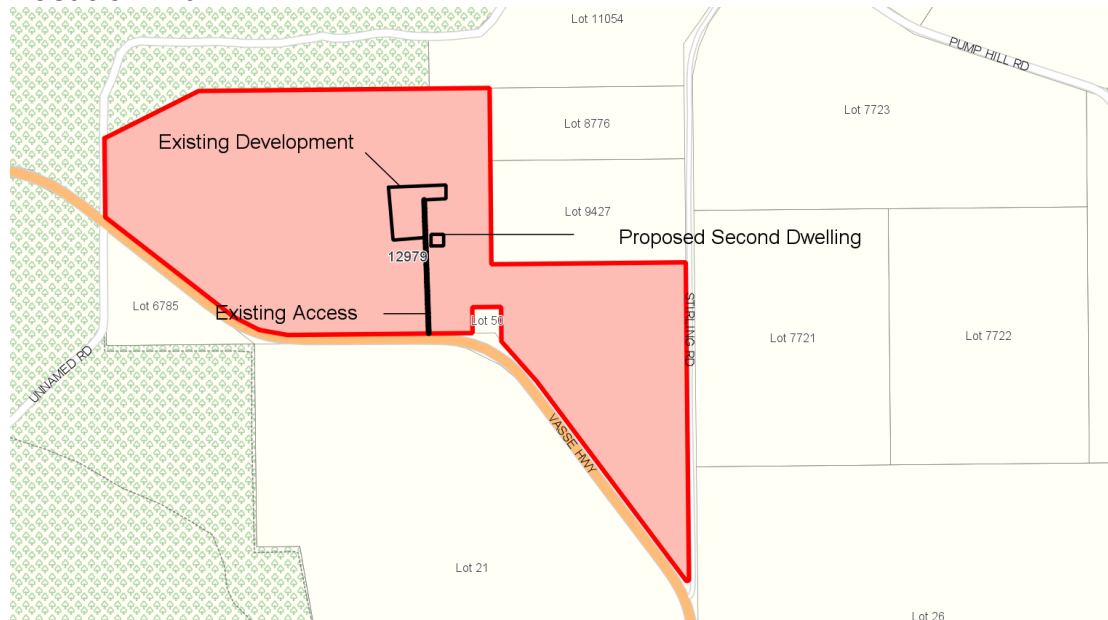 Lot 11054
PUMP HILL RD
Lot 7723
Lot 8776
Existing Development
Lot 9427
Proposed Second Dwelling
12979
Lot 6785
Existing Access
Lot 50
STIRLING RD
Lot 7721
Lot 7722
UNNAMED RD
VASSE HWY
Lot 21
Lot 26